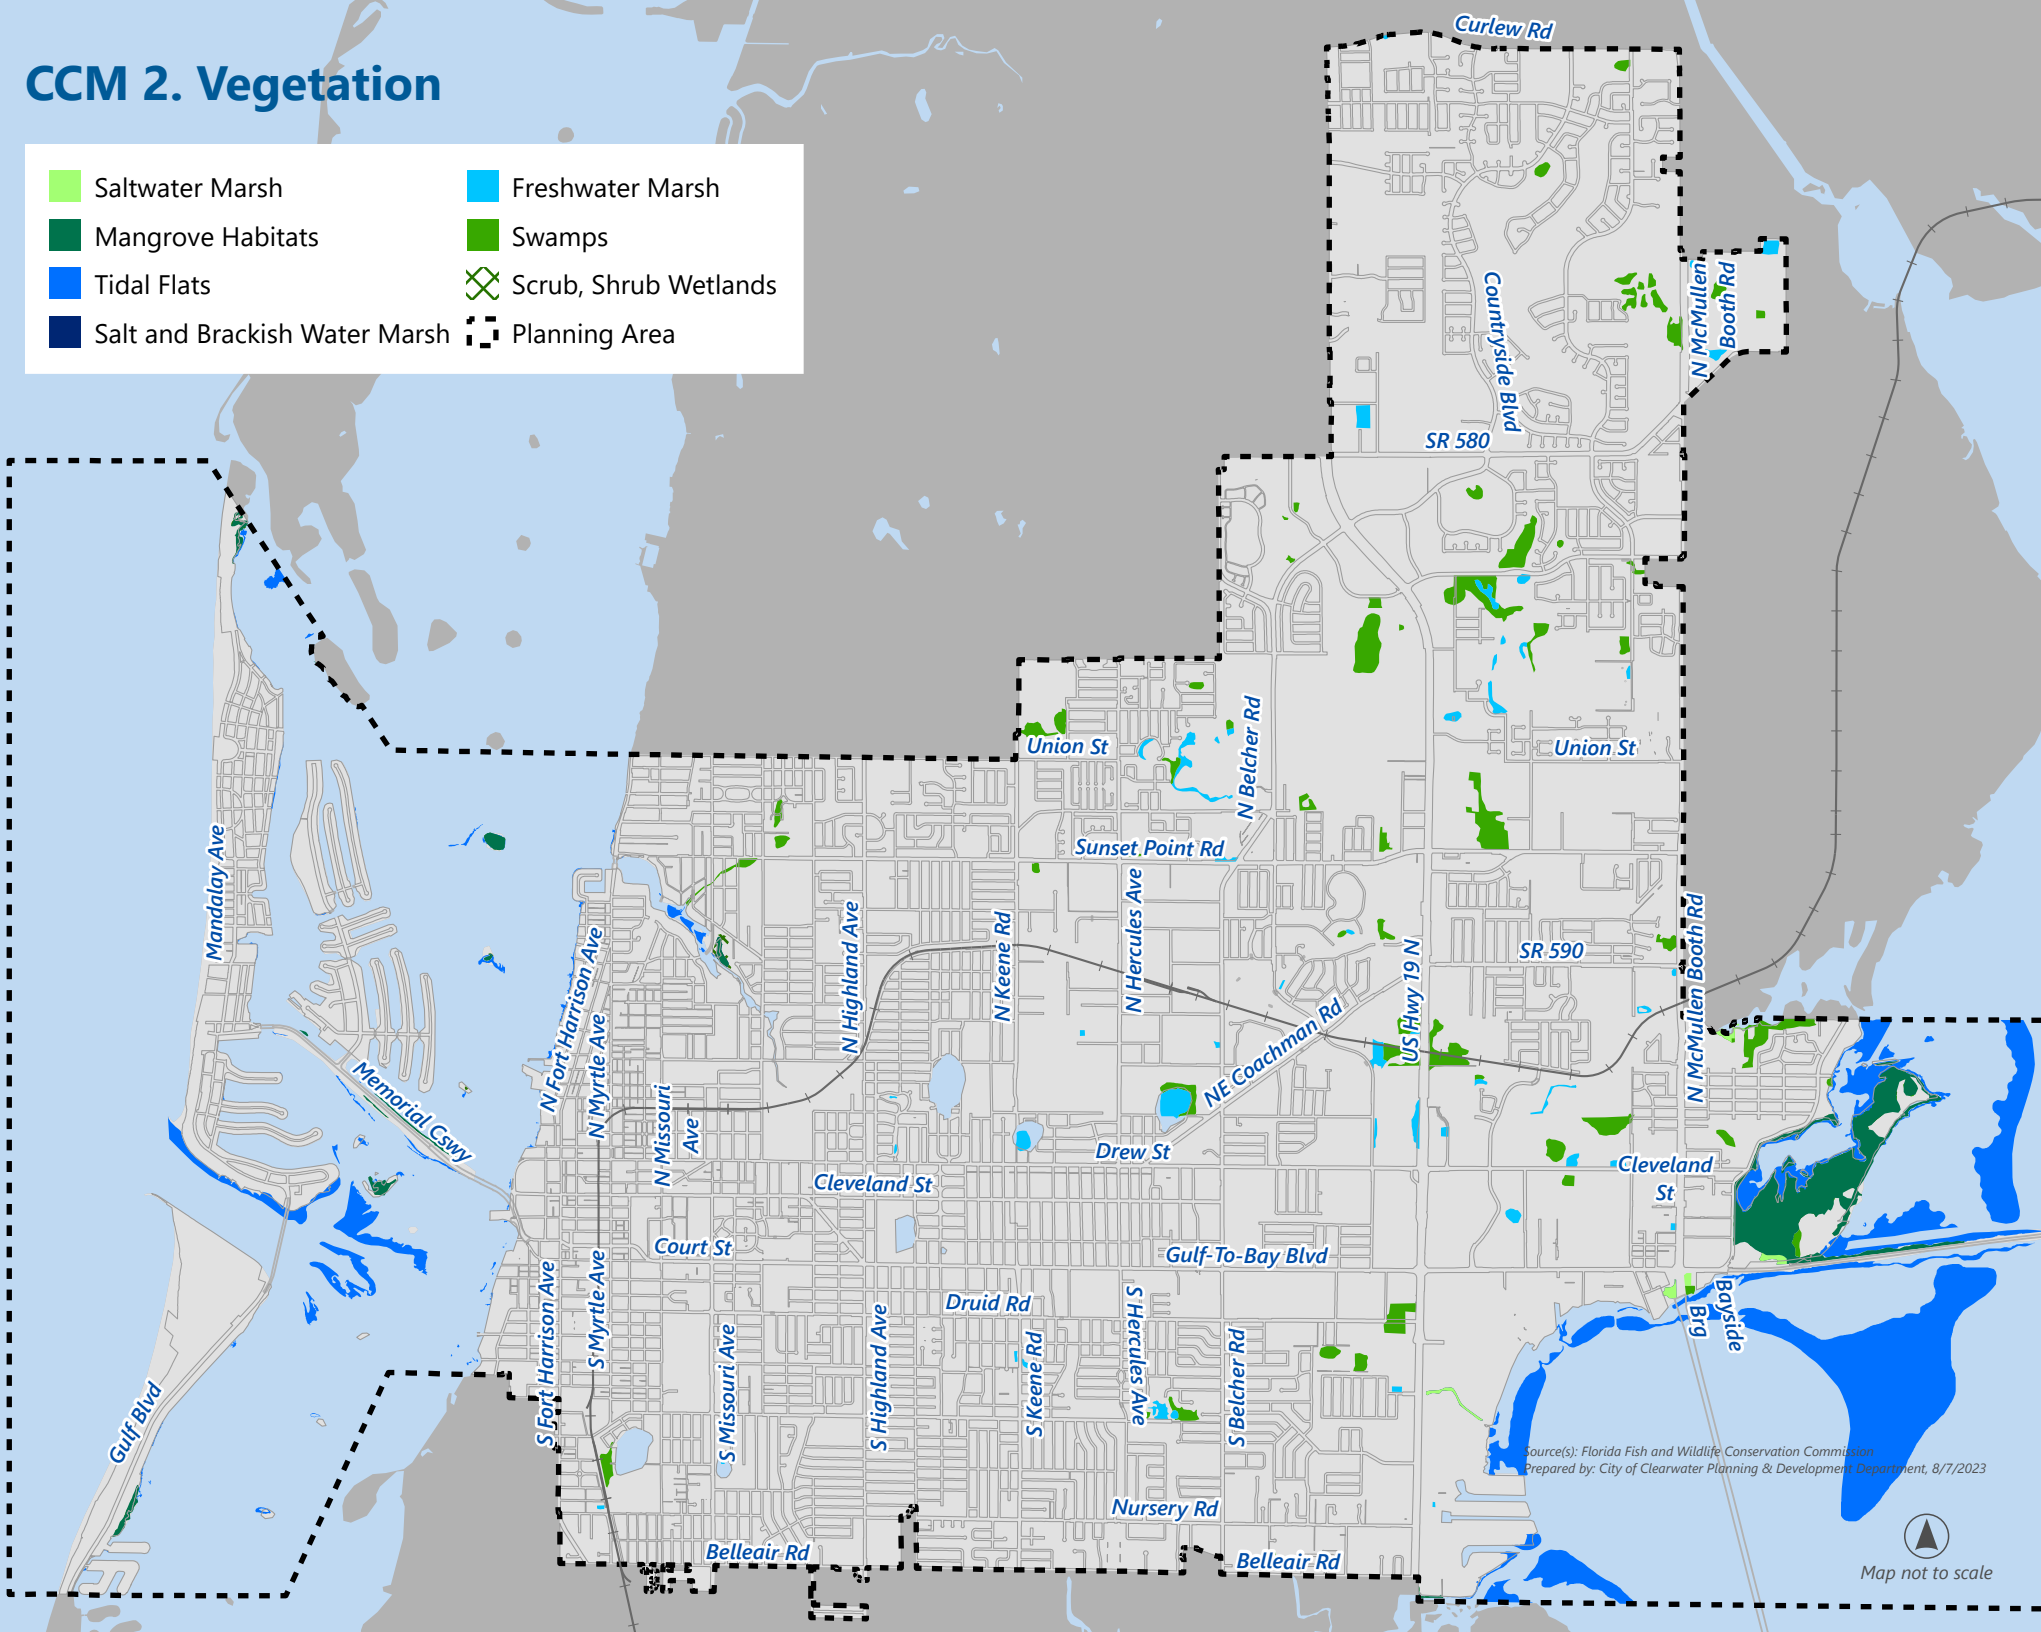 CCM 2. Vegetation
Saltwater Marsh
Mangrove Habitats
Tidal Flats
Salt and Brackish Water Marsh
Freshwater Marsh
Swamps
Scrub, Shrub Wetlands
Planning Area
Curlew Rd
N McMullen
Booth Rd
Countryside Blvd
SR 580
N Belcher Rd
Union St
Union St
Sunset Point Rd
Mandalay Ave
N Highland Ave
N Keene Rd
N Hercules Ave
N McMullen Booth Rd
SR 590
US Hwy 19 N
N Fort Harrison Ave
N Myrtle Ave
NE Coachman Rd
Memorial Cswy
N Missouri
Ave
Drew St
Cleveland St
Cleveland
St
Court St
Gulf-To-Bay Blvd
S Fort Harrison Ave
S Myrtle Ave
Druid Rd
S Missouri Ave
S Highland Ave
S Keene Rd
S Hercules Ave
S Belcher Rd
Bayside
Brg
Gulf Blvd
Source(s): Florida Fish and Wildlife Conservation Commission
Prepared by: City of Clearwater Planning & Development Department, 8/7/2023
Nursery Rd
Belleair Rd
Belleair Rd
Map not to scale